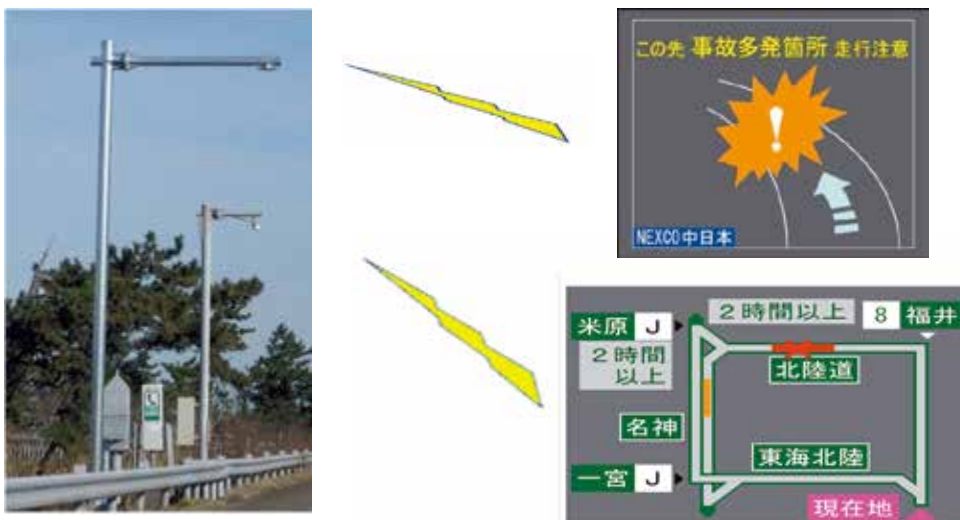 この先 事故多発箇所 走行注意
!
NEXCO中日本
米原 J
2時間以上
8 福井
2時間
以上
北陸道
名神
東海北陸
一宮 J
現在地